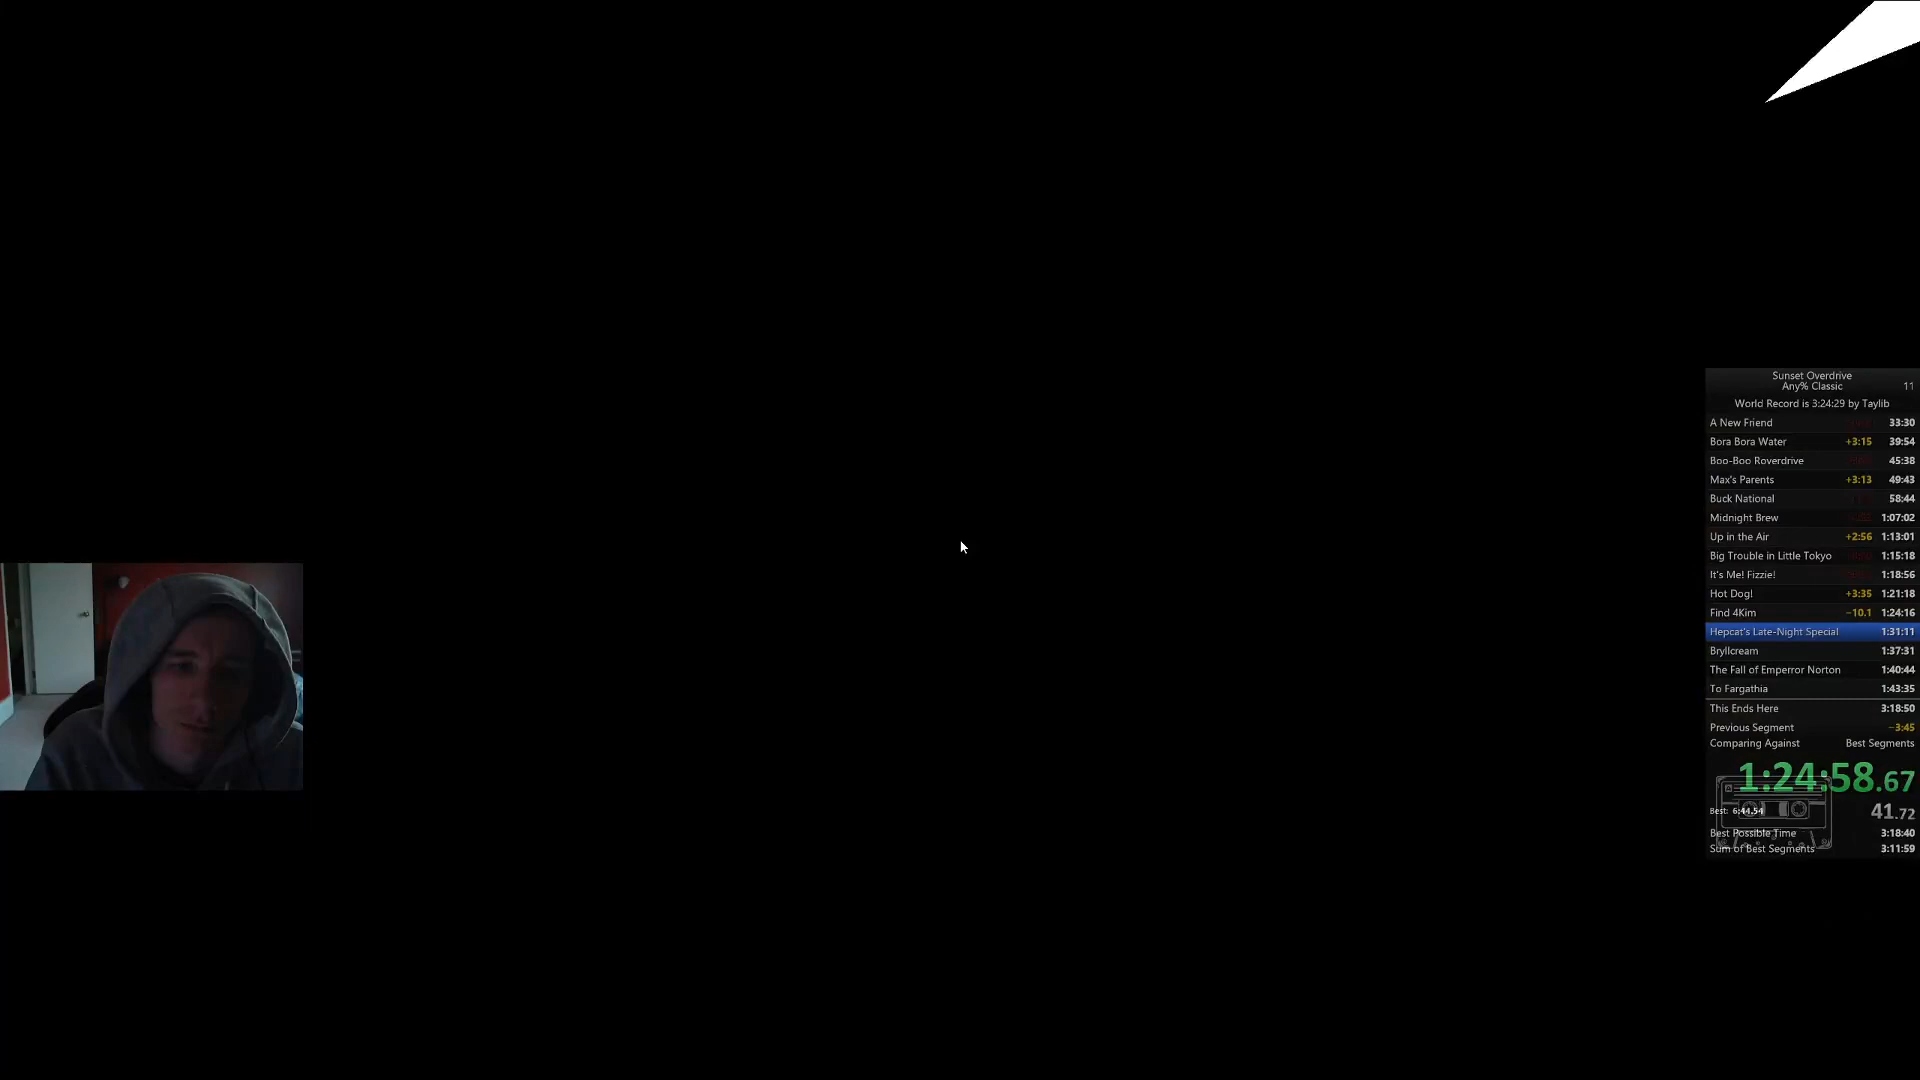 Sunset Overdrive
Any% Classic 11
World Record is 3:24:29 by Taylib
A New Friend 33:30
Bora Bora Water +3:15 39:54
Boo-Boo Roverdrive 45:38
Max's Parents +3:13 49:43
Buck National 58:44
Midnight Brew 1:07:02
Up in the Air +2:56 1:13:01
Big Trouble in Little Tokyo 1:15:18
It's Me! Fizzie! 1:18:56
Hot Dog! +3:35 1:21:18
Find 4Kim −10.1 1:24:16
Hepcat's Late-Night Special 1:31:11
Bryllcream 1:37:31
The Fall of Emperror Norton 1:40:44
To Fargathia 1:43:35
This Ends Here 3:18:50
Previous Segment −3:45
Comparing Against Best Segments
1:24:58.67
Best: 6:44.54 41.72
Best Possible Time 3:18:40
Sum of Best Segments 3:11:59